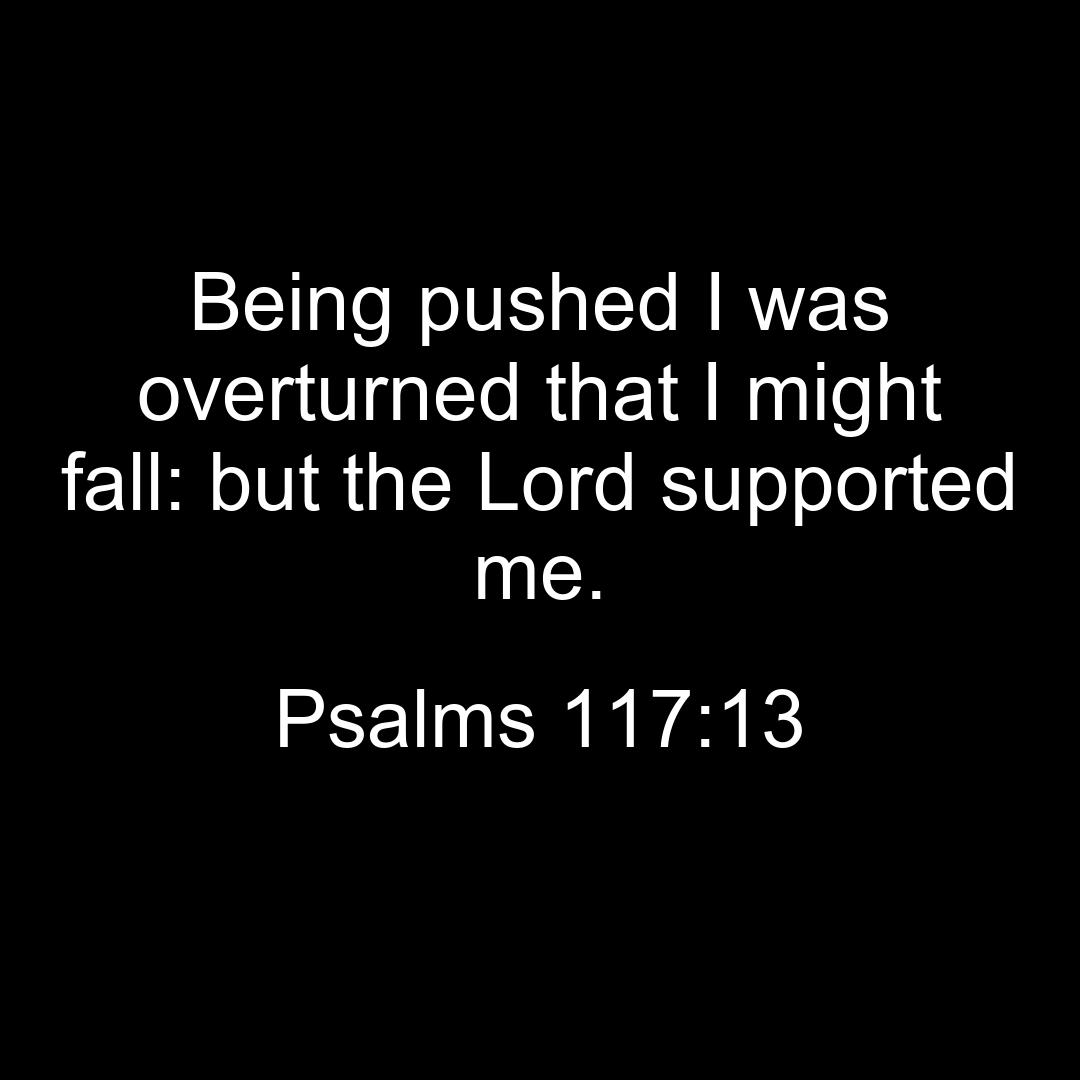 Being pushed I was
overturned that I might
fall: but the Lord supported
me.
Psalms 117:13